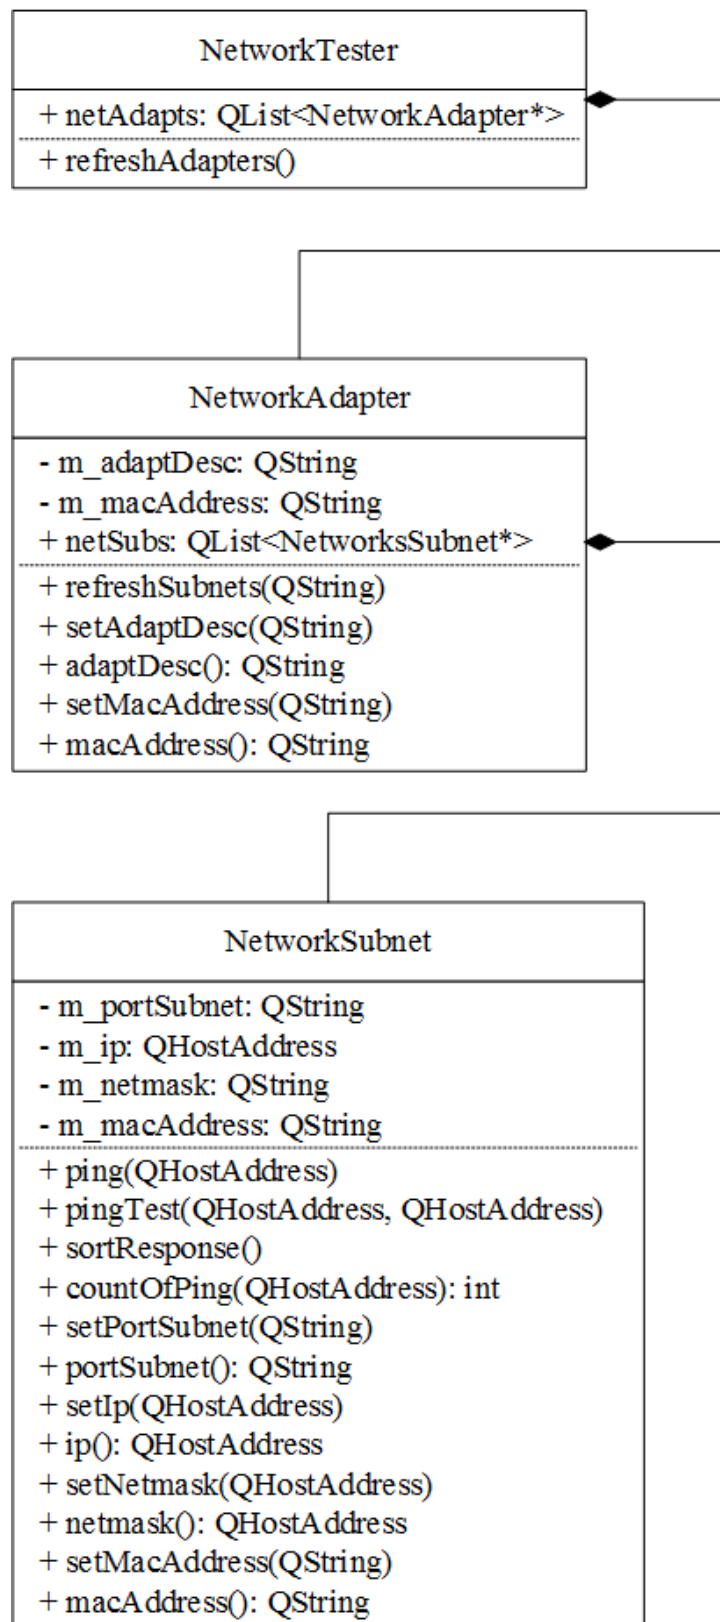 NetworkTester
+ netAdapts: QList<NetworkAdapter*>
+ refreshAdapters()
NetworkAdapter
- m_adaptDesc: QString
- m_macAddress: QString
+ netSubs: QList<NetworksSubnet*>
+ refreshSubnets(QString)
+ setAdaptDesc(QString)
+ adaptDesc(): QString
+ setMacAddress(QString)
+ macAddress(): QString
NetworkSubnet
- m_portSubnet: QString
- m_ip: QHostAddress
- m_netmask: QString
- m_macAddress: QString
+ ping(QHostAddress)
+ pingTest(QHostAddress, QHostAddress)
+ sortResponse()
+ countOfPing(QHostAddress): int
+ setPortSubnet(QString)
+ portSubnet(): QString
+ setIp(QHostAddress)
+ ip(): QHostAddress
+ setNetmask(QHostAddress)
+ netmask(): QHostAddress
+ setMacAddress(QString)
+ macAddress(): QString